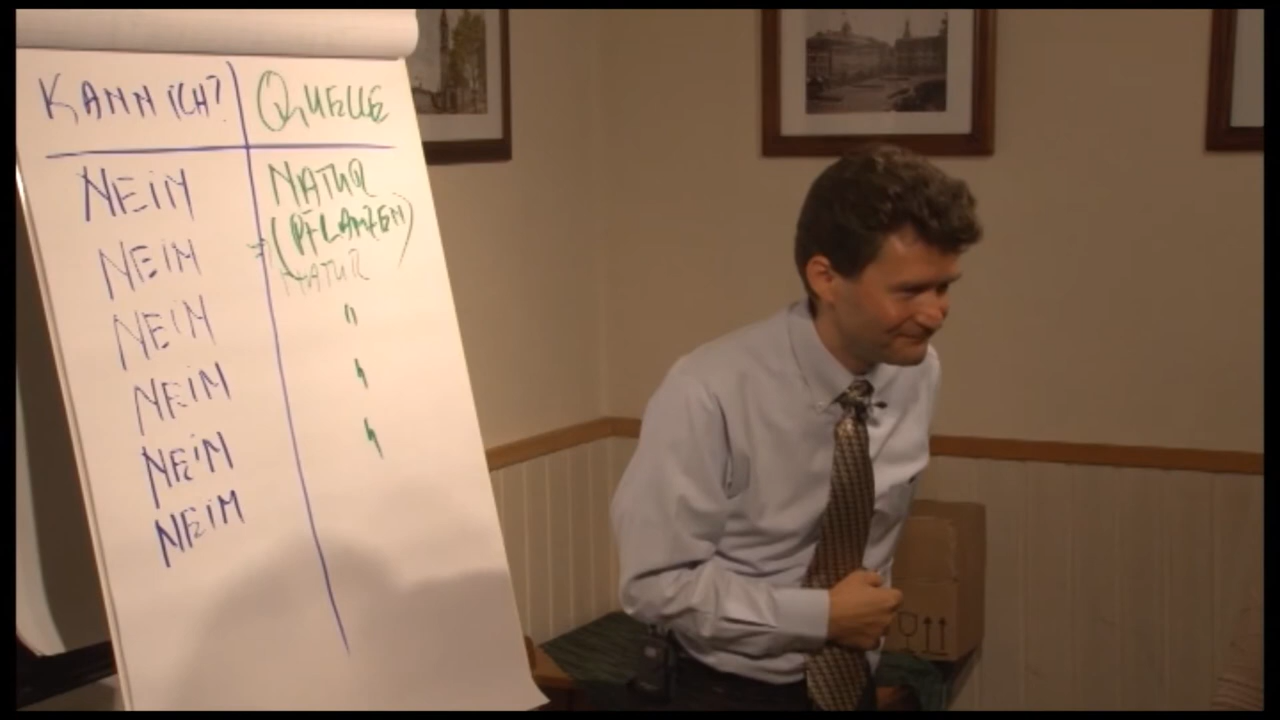 KANN ICH? QUELLE
NEIN NATUR
(PFLANZEN)
NEIN NATUR
NEIN "
NEIN "
NEIN "
NEIN